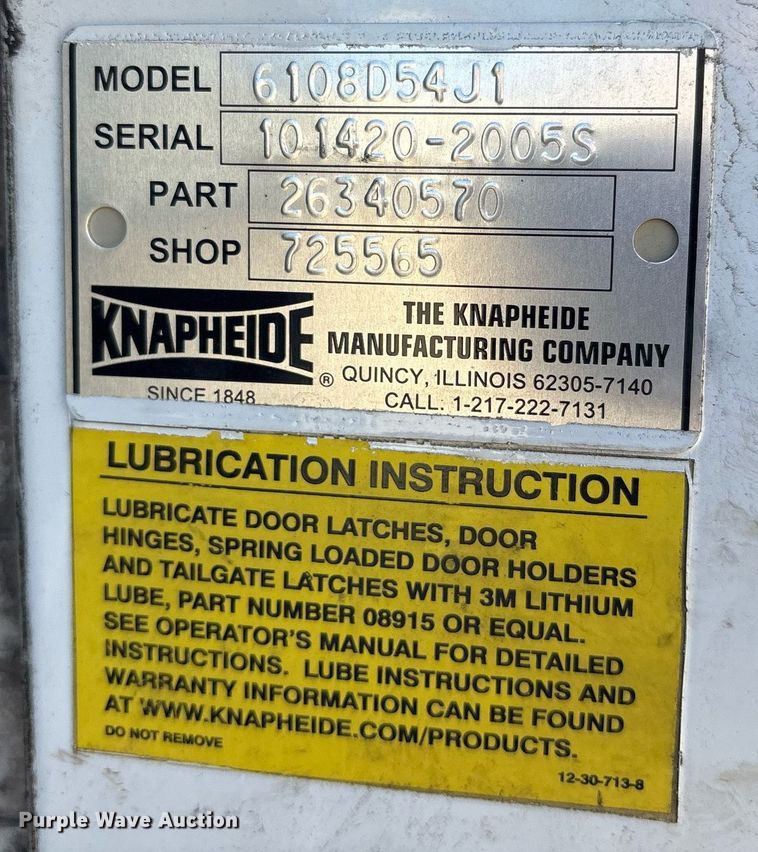 MODEL 6108D54J1
SERIAL 101420-2005S
PART 26340570
SHOP 725565
KNAPHEIDE ®
SINCE 1848
THE KNAPHEIDE
MANUFACTURING COMPANY
QUINCY, ILLINOIS 62305-7140
CALL: 1-217-222-7131
LUBRICATION INSTRUCTION
LUBRICATE DOOR LATCHES, DOOR
HINGES, SPRING LOADED DOOR HOLDERS
AND TAILGATE LATCHES WITH 3M LITHIUM
LUBE, PART NUMBER 08915 OR EQUAL.
SEE OPERATOR'S MANUAL FOR DETAILED
INSTRUCTIONS. LUBE INSTRUCTIONS AND
WARRANTY INFORMATION CAN BE FOUND
AT WWW.KNAPHEIDE.COM/PRODUCTS.
DO NOT REMOVE
12-30-713-8
Purple Wave Auction